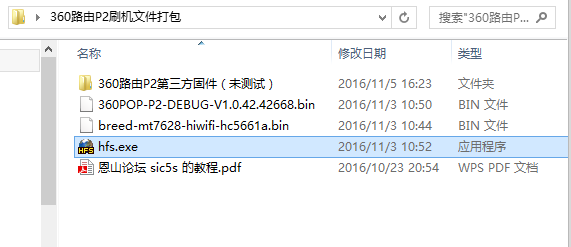 360路由P2刷机文件打包
搜索"360路由P...
名称 修改日期 类型
360路由P2第三方固件（未测试） 2016/11/5 16:23 文件夹
360POP-P2-DEBUG-V1.0.42.42668.bin 2016/11/3 10:50 BIN 文件
breed-mt7628-hiwifi-hc5661a.bin 2016/11/3 10:44 BIN 文件
HFS hfs.exe 2016/11/3 10:52 应用程序
恩山论坛 sic5s 的教程.pdf 2016/10/23 20:54 WPS PDF 文档